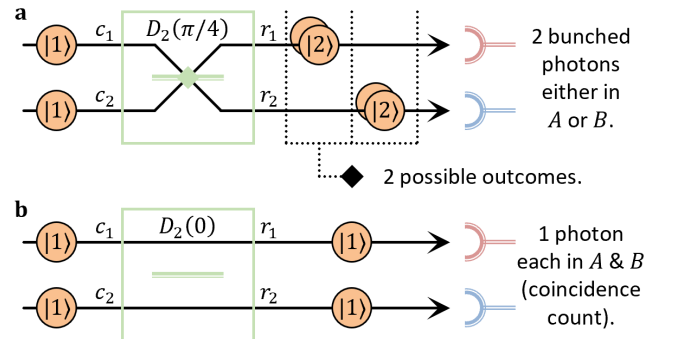 a
c₁ D₂(π/4) r₁
|1⟩ |2⟩
c₂ r₂
|1⟩ |2⟩
2 bunched
photons
either in
A or B.
2 possible outcomes.
b
c₁ D₂(0) r₁
|1⟩ |1⟩
c₂ r₂
|1⟩ |1⟩
1 photon
each in A & B
(coincidence
count).